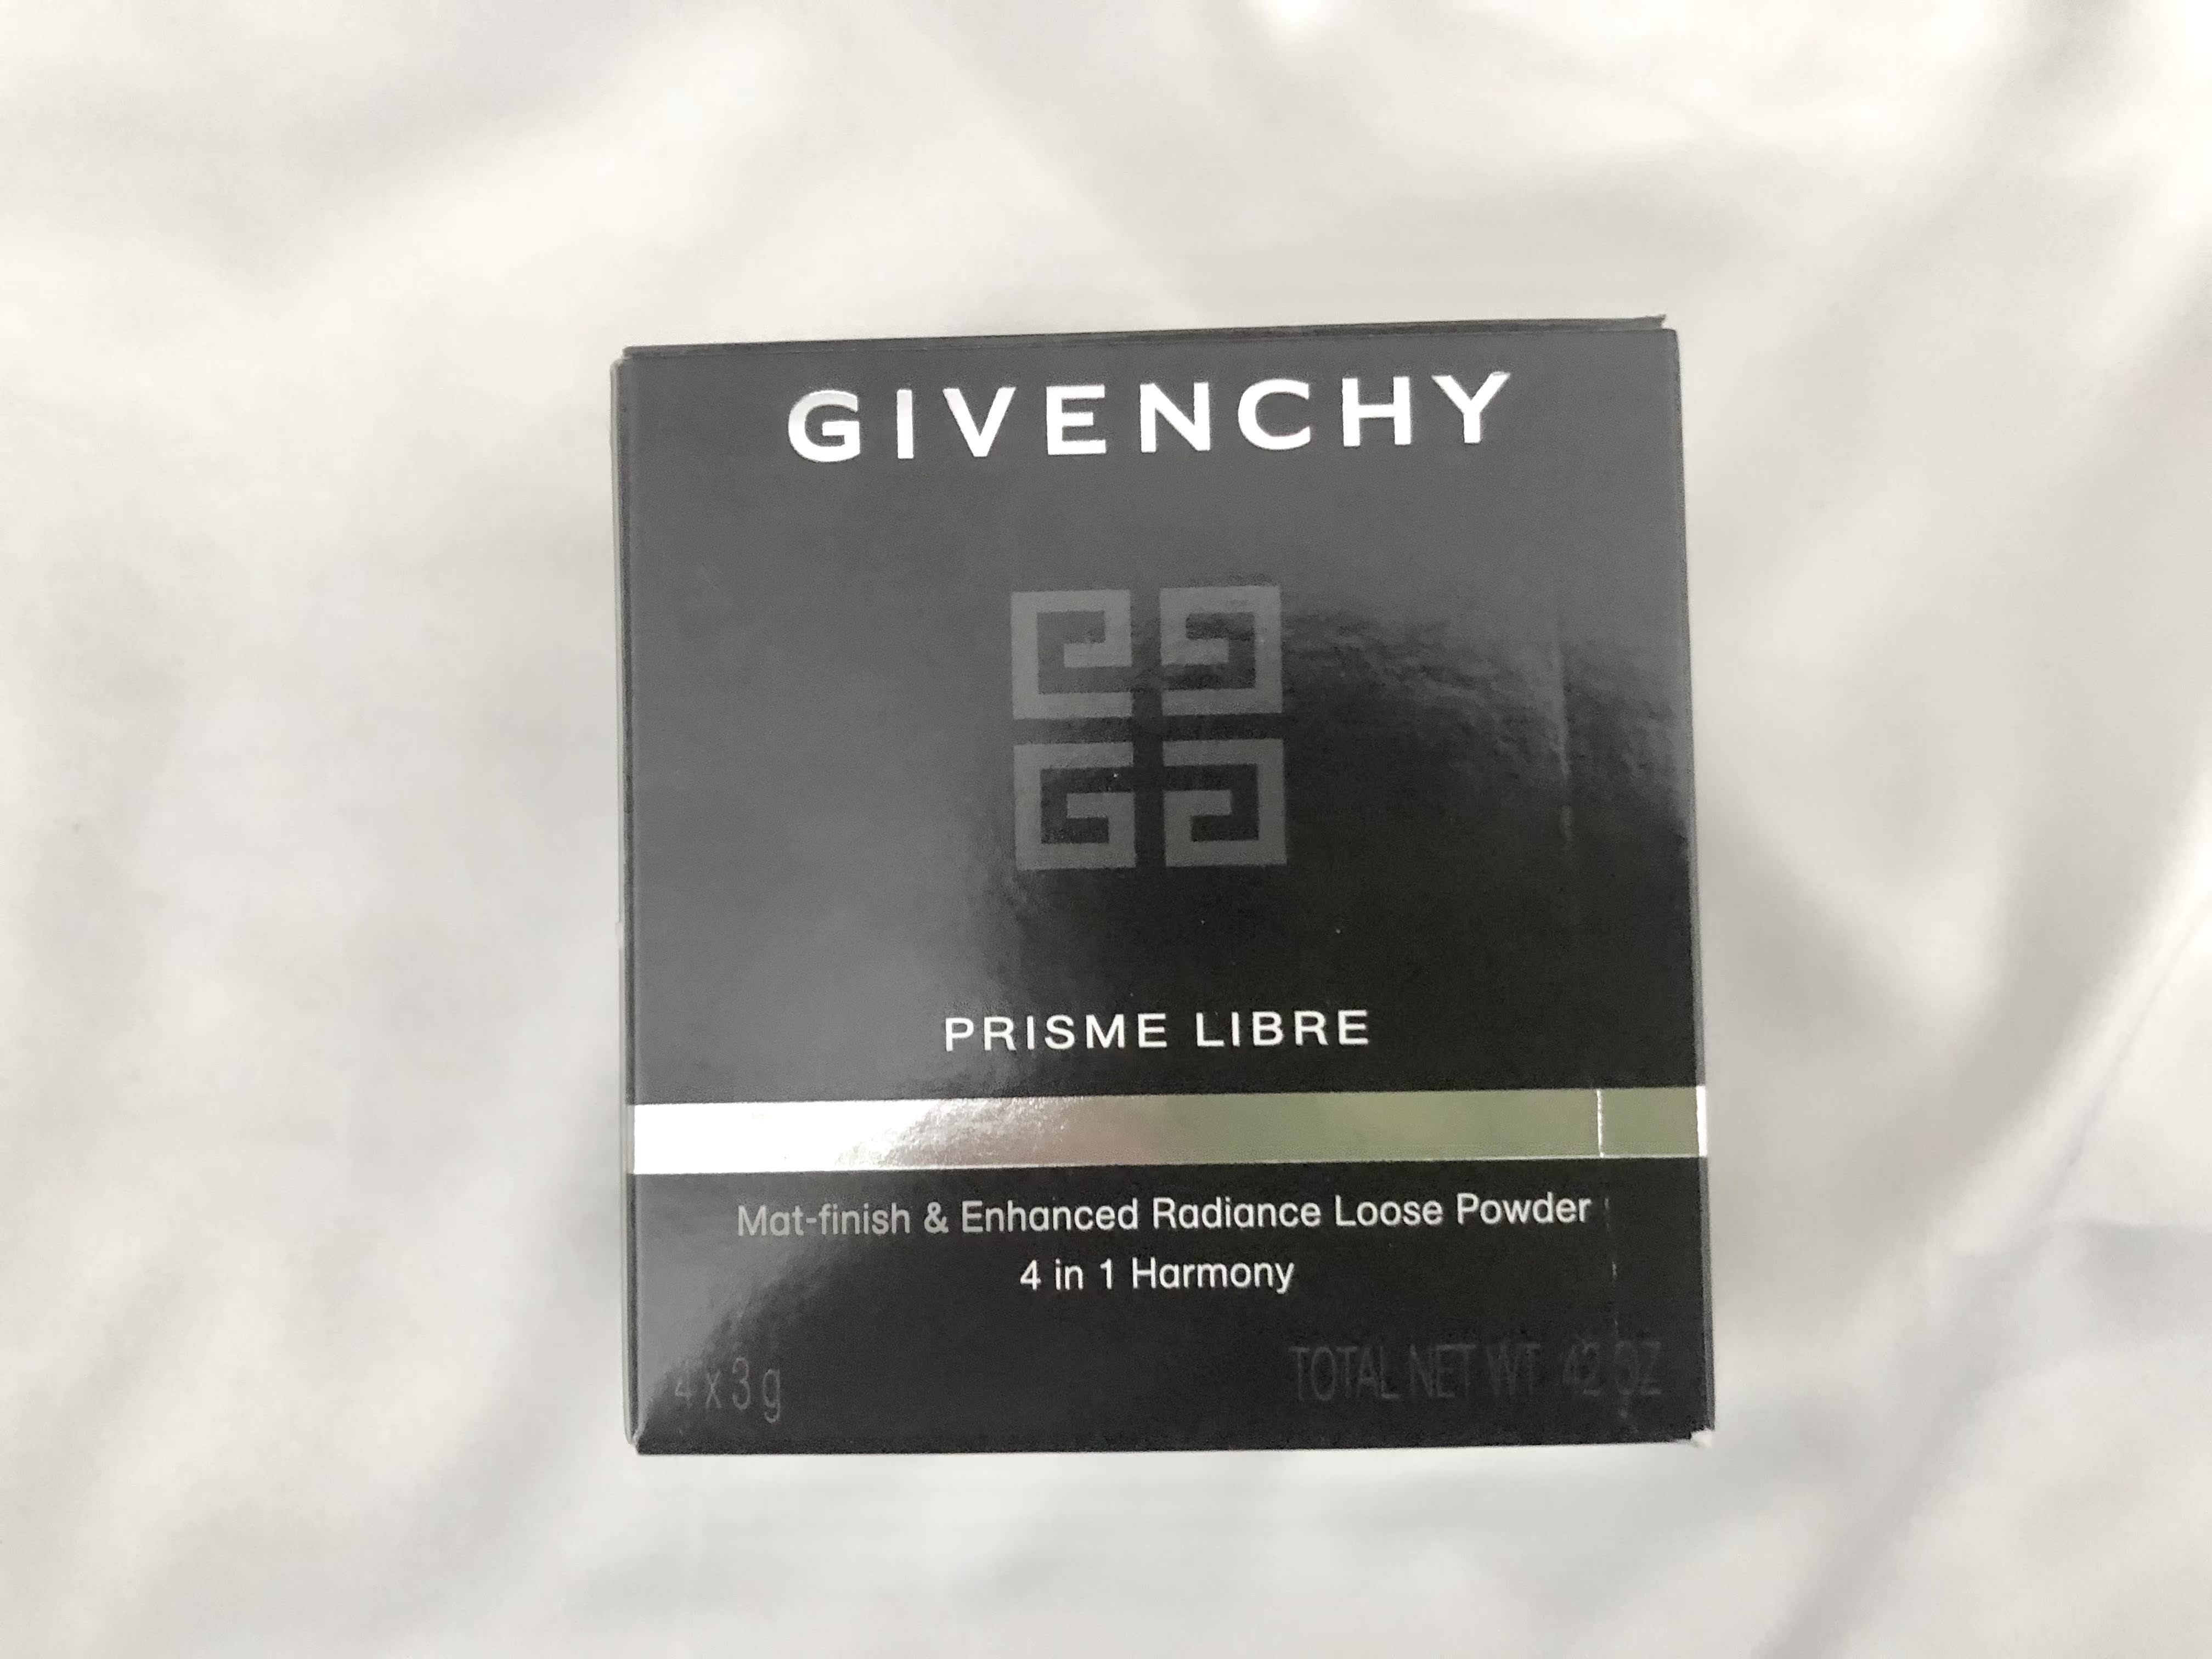 GIVENCHY
PRISME LIBRE
Mat-finish & Enhanced Radiance Loose Powder
4 in 1 Harmony
4 x 3 g TOTAL NET WT .42 OZ